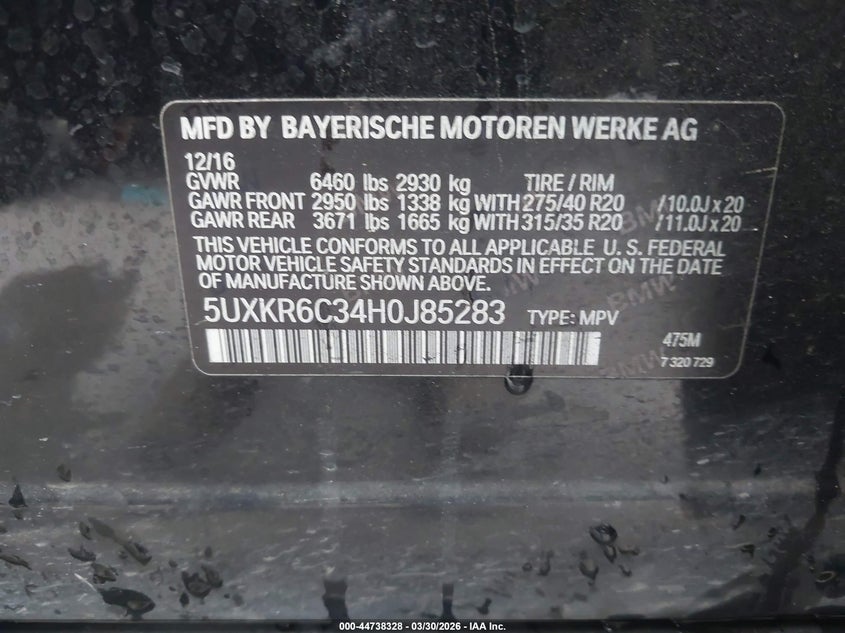 MFD BY BAYERISCHE MOTOREN WERKE AG
12/16
GVWR 6460 lbs 2930 kg TIRE / RIM
GAWR FRONT 2950 lbs 1338 kg WITH 275/40 R20 /10.0J x 20
GAWR REAR 3671 lbs 1665 kg WITH 315/35 R20 /11.0J x 20
THIS VEHICLE CONFORMS TO ALL APPLICABLE U. S. FEDERAL
MOTOR VEHICLE SAFETY STANDARDS IN EFFECT ON THE DATE
OF MANUFACTURE SHOWN ABOVE.
5UXKR6C34H0J85283 TYPE: MPV
475M
7 320 729
BMW
BMW
BMW
000-44738328 - 03/30/2026 - IAA Inc.